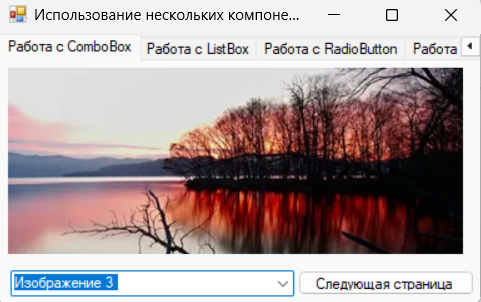 Использование нескольких компоне...
Работа с ComboBox Работа с ListBox Работа с RadioButton Работа
Изображение 3 Следующая страница